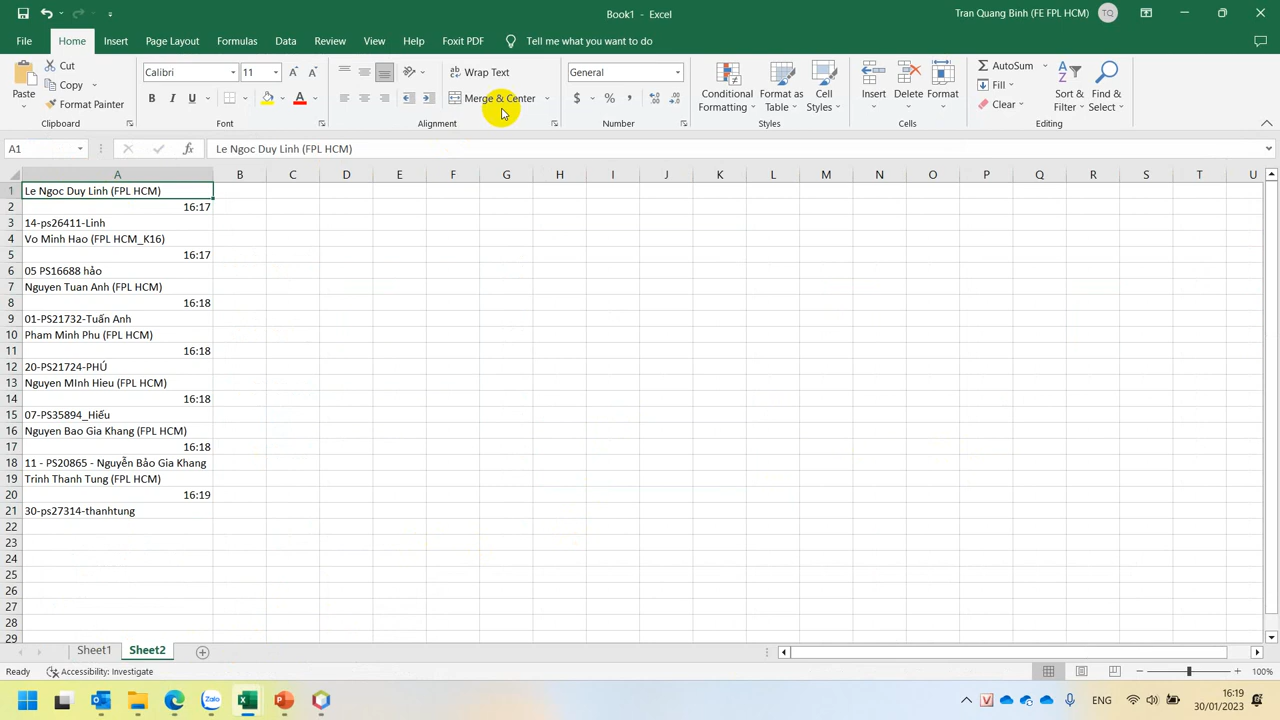 Book1 - Excel
Tran Quang Binh (FE FPL HCM) TQ
File Home Insert Page Layout Formulas Data Review View Help Foxit PDF Tell me what you want to do
Paste
Cut
Copy
Format Painter
Clipboard
Calibri 11
B I U
Font
Wrap Text
Merge & Center
Alignment
General
$ % ,
Number
Conditional Formatting
Format as Table
Cell Styles
Styles
Insert Delete Format
Cells
AutoSum
Fill
Clear
Sort & Filter
Find & Select
Editing
A1 fx Le Ngoc Duy Linh (FPL HCM)
A B C D E F G H I J K L M N O P Q R S T U
1 Le Ngoc Duy Linh (FPL HCM)
2 16:17
3 14-ps26411-Linh
4 Vo Minh Hao (FPL HCM_K16)
5 16:17
6 05 PS16688 hảo
7 Nguyen Tuan Anh (FPL HCM)
8 16:18
9 01-PS21732-Tuấn Anh
10 Pham Minh Phu (FPL HCM)
11 16:18
12 20-PS21724-PHÚ
13 Nguyen MInh Hieu (FPL HCM)
14 16:18
15 07-PS35894_Hiếu
16 Nguyen Bao Gia Khang (FPL HCM)
17 16:18
18 11 - PS20865 - Nguyễn Bảo Gia Khang
19 Trinh Thanh Tung (FPL HCM)
20 16:19
21 30-ps27314-thanhtung
22
23
24
25
26
27
28
29
Sheet1 Sheet2
Ready Accessibility: Investigate 100%
Zalo ENG 16:19
30/01/2023